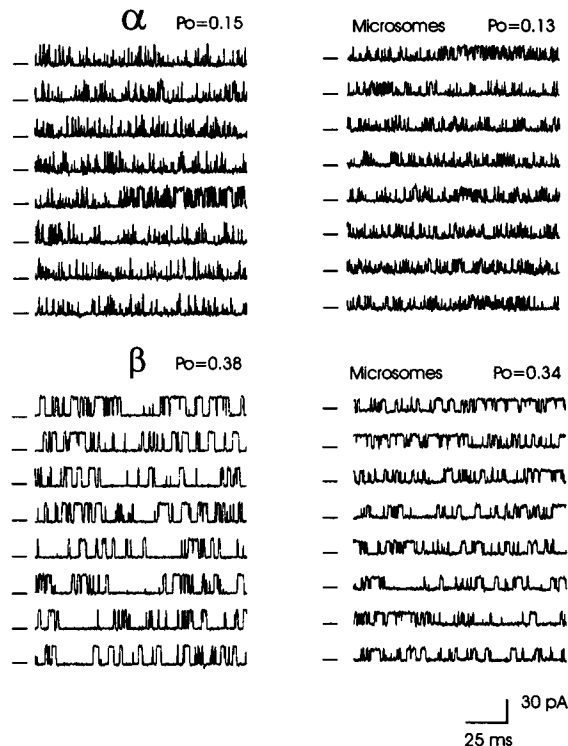 α Po=0.15
Microsomes Po=0.13
β Po=0.38
Microsomes Po=0.34
30 pA
25 ms